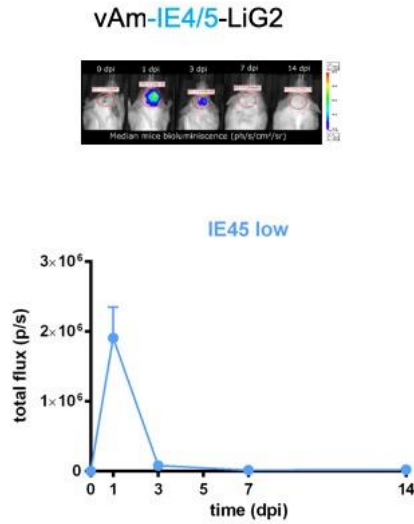 vAm-IE4/5-LiG2
0 dpi 1 dpi 3 dpi 7 dpi 14 dpi
Median mice bioluminiscence (ph/s/cm²/sr)
IE45 low
3×10⁶
2×10⁶
1×10⁶
0
total flux (p/s)
0 1 3 5 7 14
time (dpi)